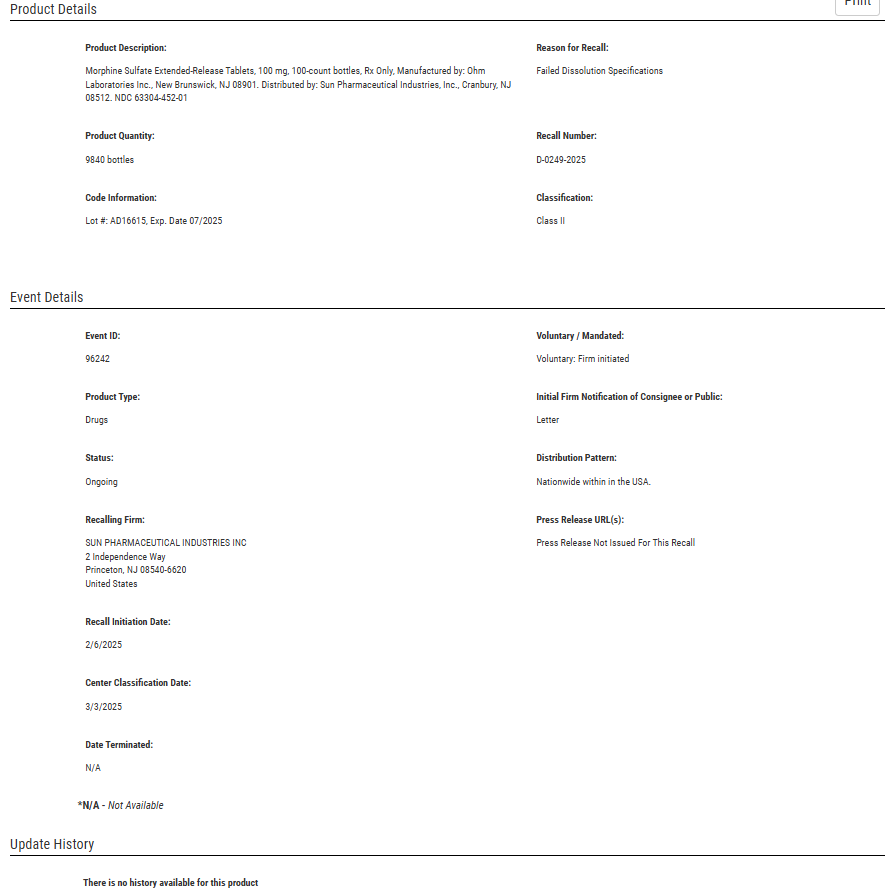 Print
Product Details
Product Description:
Morphine Sulfate Extended-Release Tablets, 100 mg, 100-count bottles, Rx Only, Manufactured by: Ohm
Laboratories Inc., New Brunswick, NJ 08901. Distributed by: Sun Pharmaceutical Industries, Inc., Cranbury, NJ
08512. NDC 63304-452-01
Reason for Recall:
Failed Dissolution Specifications
Product Quantity:
9840 bottles
Recall Number:
D-0249-2025
Code Information:
Lot #: AD16615, Exp. Date 07/2025
Classification:
Class II
Event Details
Event ID:
96242
Voluntary / Mandated:
Voluntary: Firm initiated
Product Type:
Drugs
Initial Firm Notification of Consignee or Public:
Letter
Status:
Ongoing
Distribution Pattern:
Nationwide within in the USA.
Recalling Firm:
SUN PHARMACEUTICAL INDUSTRIES INC
2 Independence Way
Princeton, NJ 08540-6620
United States
Press Release URL(s):
Press Release Not Issued For This Recall
Recall Initiation Date:
2/6/2025
Center Classification Date:
3/3/2025
Date Terminated:
N/A
*N/A - Not Available
Update History
There is no history available for this product